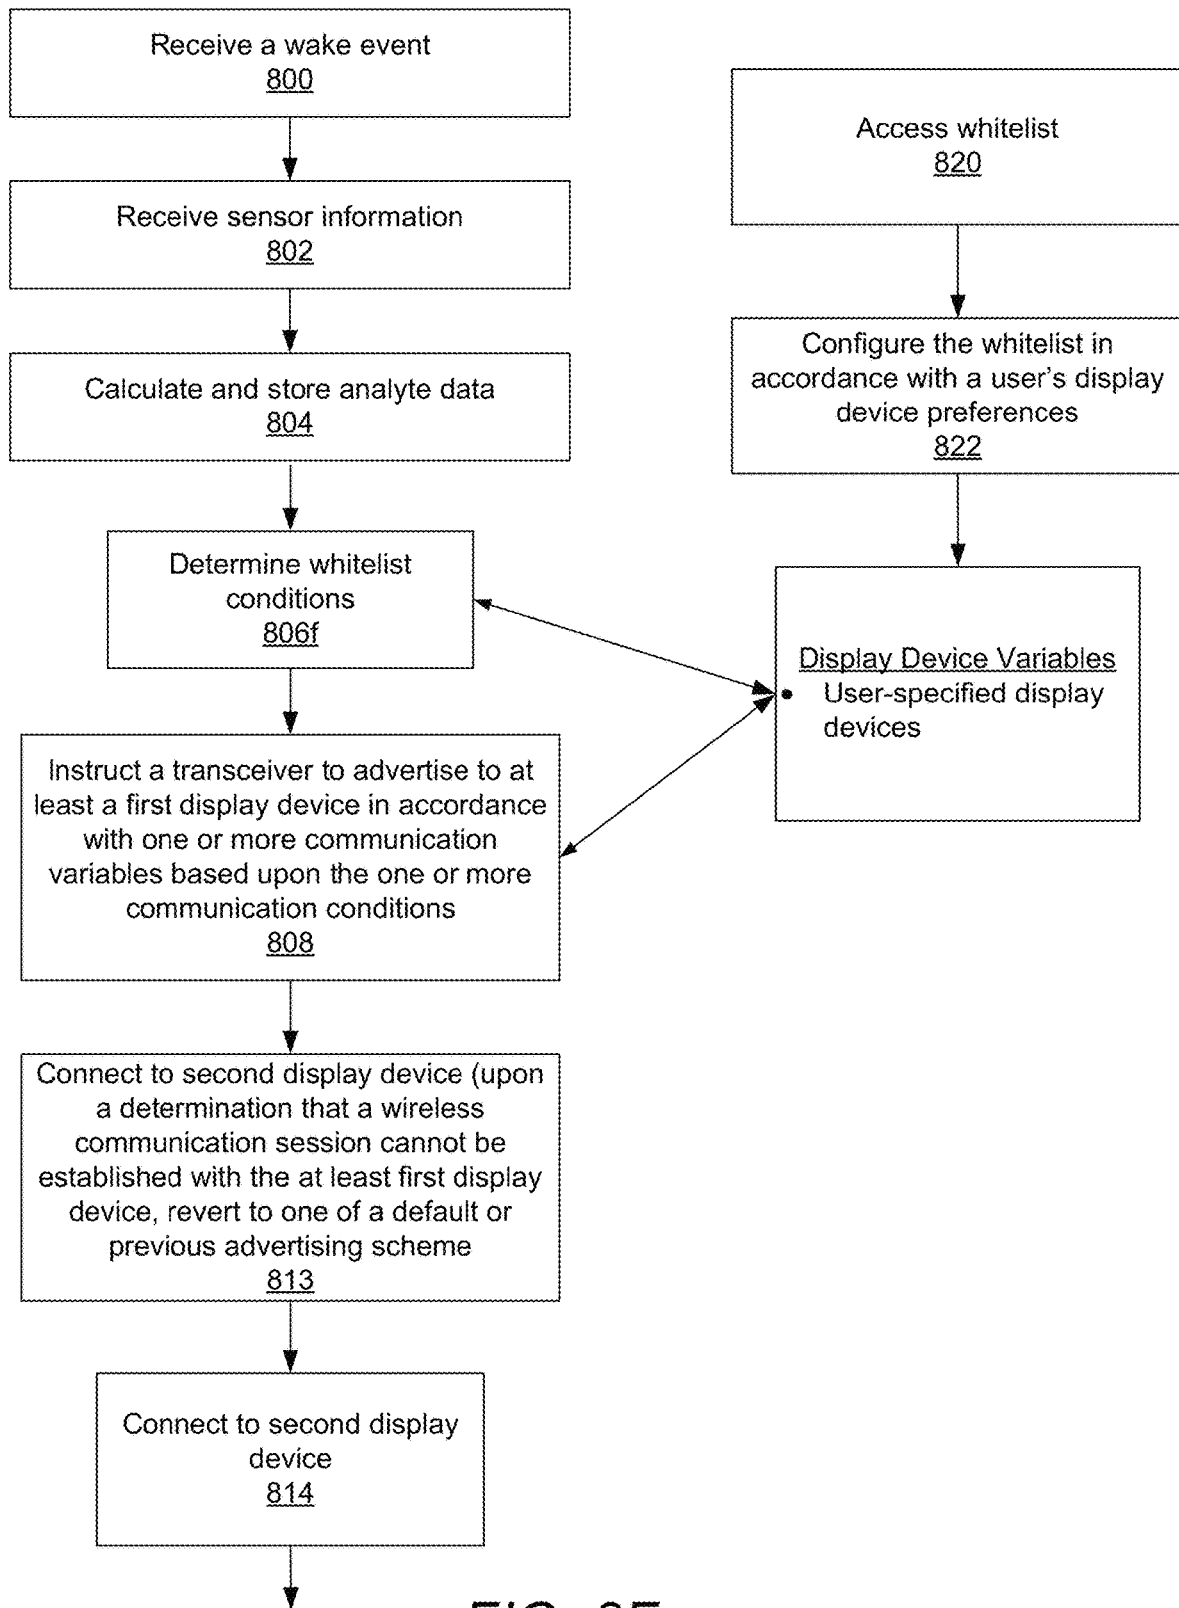 Receive a wake event
800
Receive sensor information
802
Calculate and store analyte data
804
Determine whitelist
conditions
806f
Instruct a transceiver to advertise to at
least a first display device in accordance
with one or more communication
variables based upon the one or more
communication conditions
808
Connect to second display device (upon
a determination that a wireless
communication session cannot be
established with the at least first display
device, revert to one of a default or
previous advertising scheme
813
Connect to second display
device
814
Access whitelist
820
Configure the whitelist in
accordance with a user's display
device preferences
822
Display Device Variables
• User-specified display
devices